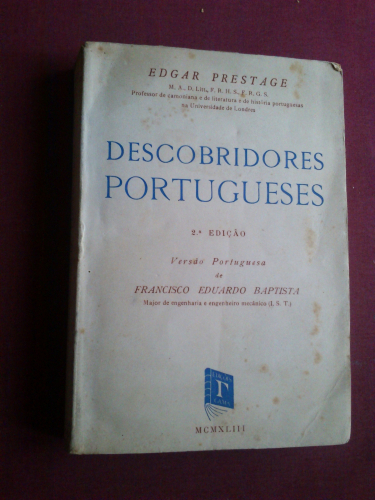 EDGAR PRESTAGE
M. A., D. Litt., F. R. H. S., F. R. G. S.
Professor de camoniana e de literatura e de história portuguesas
na Universidade de Londres
DESCOBRIDORES
PORTUGUESES
2.ª EDIÇÃO
Versão Portuguesa
de
FRANCISCO EDUARDO BAPTISTA
Major de engenharia e engenheiro mecânico (I. S. T.)
Γ
MCMXLIII